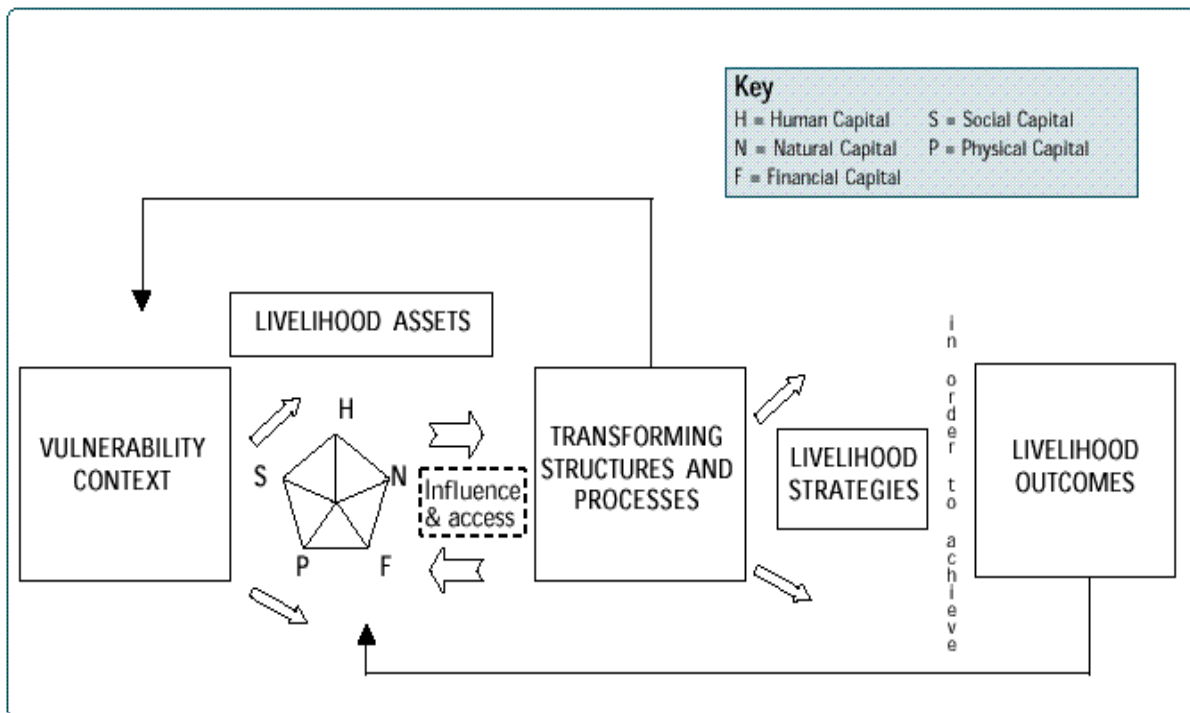 Key
H = Human Capital S = Social Capital
N = Natural Capital P = Physical Capital
F = Financial Capital
LIVELIHOOD ASSETS
VULNERABILITY
CONTEXT
H
S
N
P
F
Influence
& access
TRANSFORMING
STRUCTURES AND
PROCESSES
LIVELIHOOD
STRATEGIES
in order to achieve
LIVELIHOOD
OUTCOMES